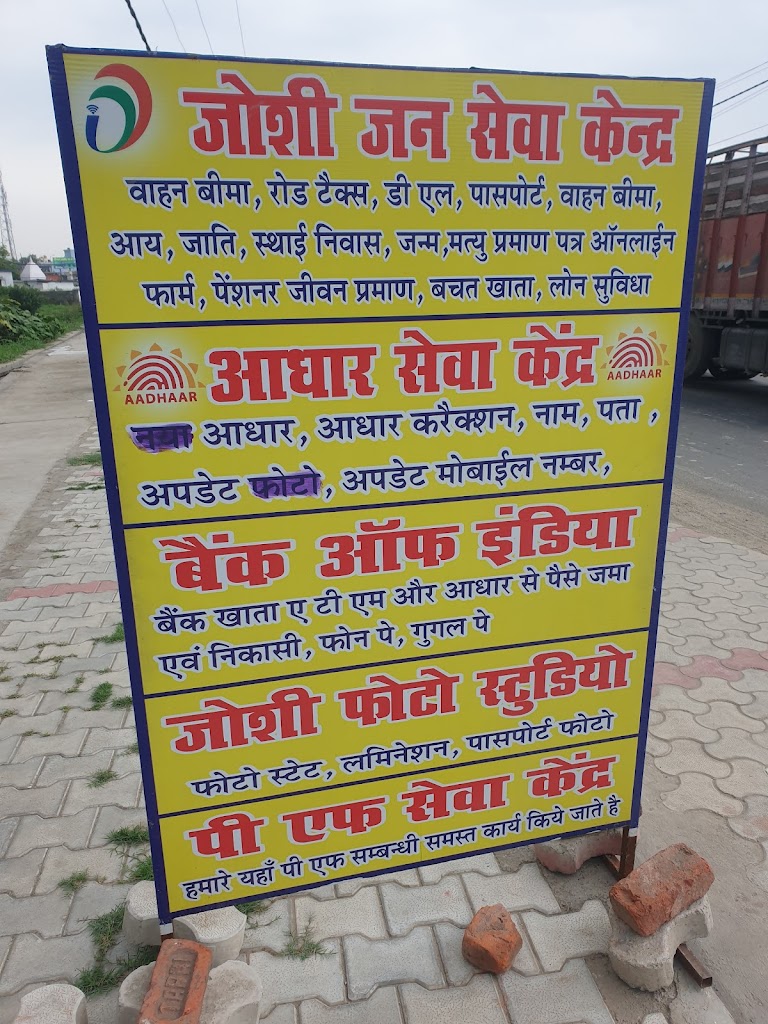 जोशी जन सेवा केन्द्र
वाहन बीमा, रोड टैक्स, डी एल, पासपोर्ट, वाहन बीमा,
आय, जाति, स्थाई निवास, जन्म,मत्यु प्रमाण पत्र ऑनलाईन
फार्म, पेंशनर जीवन प्रमाण, बचत खाता, लोन सुविधा
आधार सेवा केंद्र
AADHAAR
AADHAAR
नया आधार, आधार करैक्शन, नाम, पता ,
अपडेट फोटो, अपडेट मोबाईल नम्बर,
बैंक ऑफ इंडिया
बैंक खाता ए टी एम और आधार से पैसे जमा
एवं निकासी, फोन पे, गुगल पे
जोशी फोटो स्टुडियो
फोटो स्टेट, लमिनेशन, पासपोर्ट फोटो
पी एफ सेवा केंद्र
हमारे यहाँ पी एफ सम्बन्धी समस्त कार्य किये जाते है